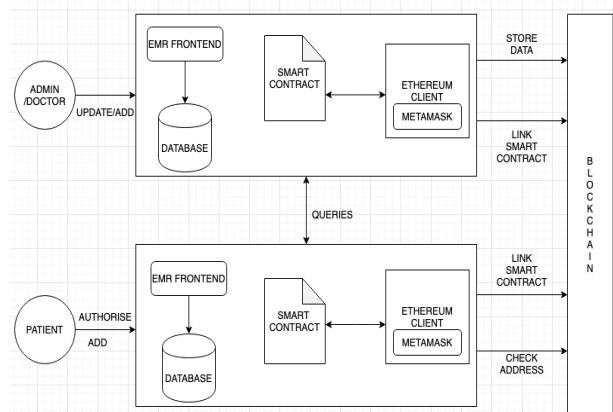 EMR FRONTEND
DATABASE
SMART
CONTRACT
ETHEREUM
CLIENT
METAMASK
STORE
DATA
LINK
SMART
CONTRACT
ADMIN
/DOCTOR
UPDATE/ADD
QUERIES
BLOCKCHAIN
EMR FRONTEND
DATABASE
SMART
CONTRACT
ETHEREUM
CLIENT
METAMASK
LINK
SMART
CONTRACT
CHECK
ADDRESS
PATIENT
AUTHORISE
ADD